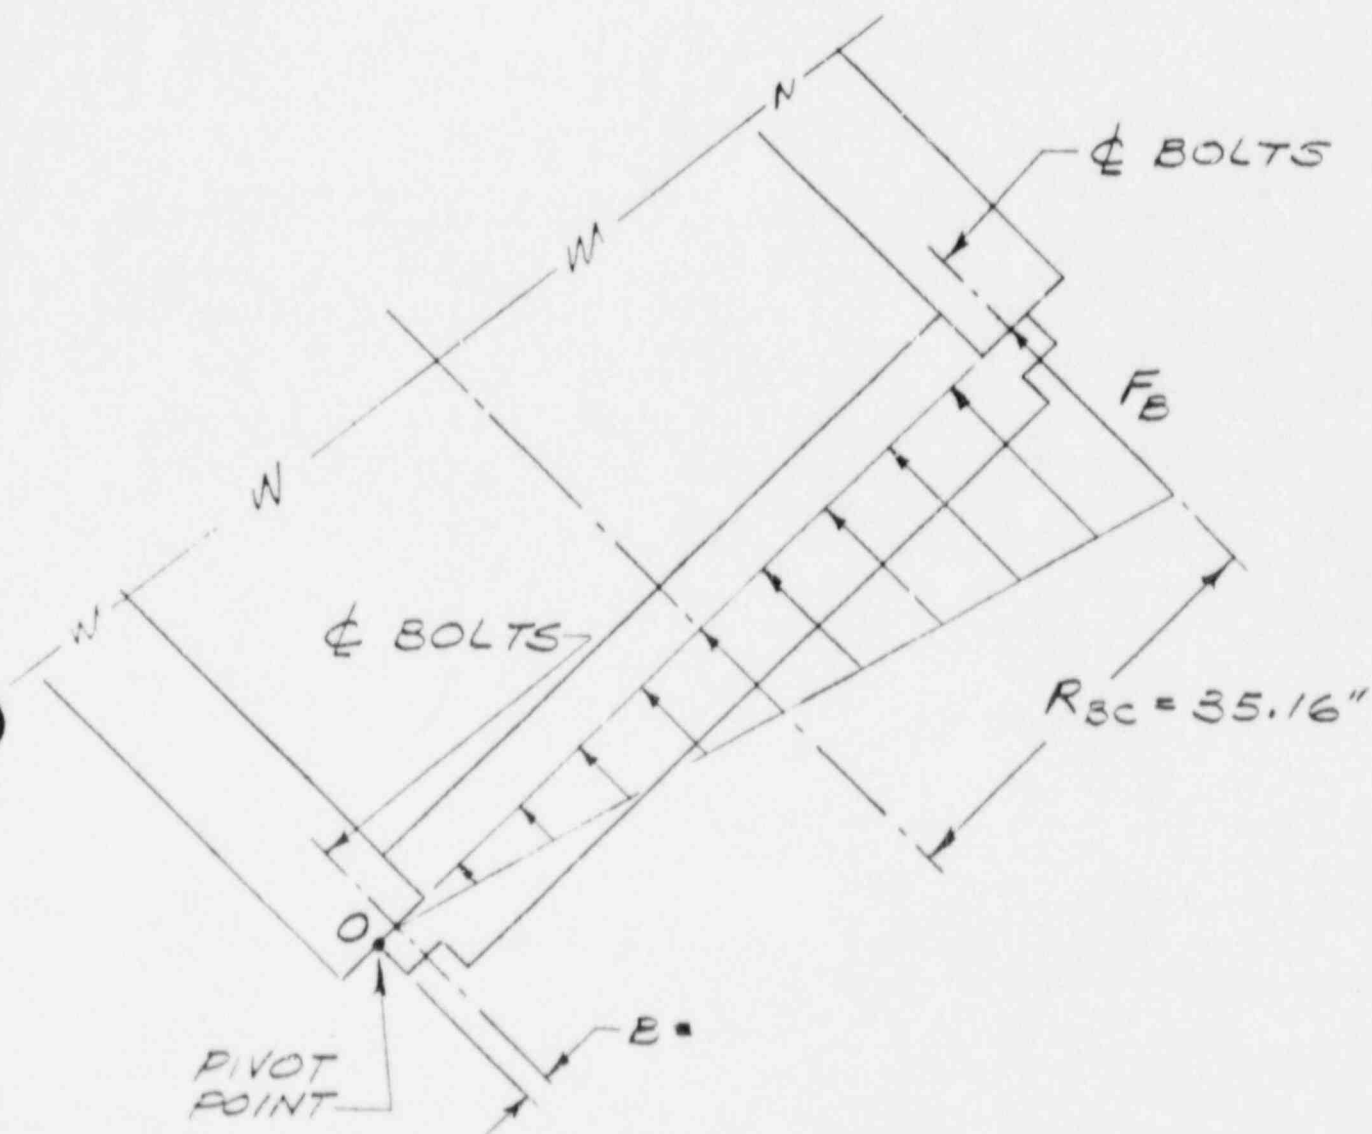 ℄ BOLTS
F_B
℄ BOLTS
R_BC = 35.16"
O
B =
PIVOT
POINT